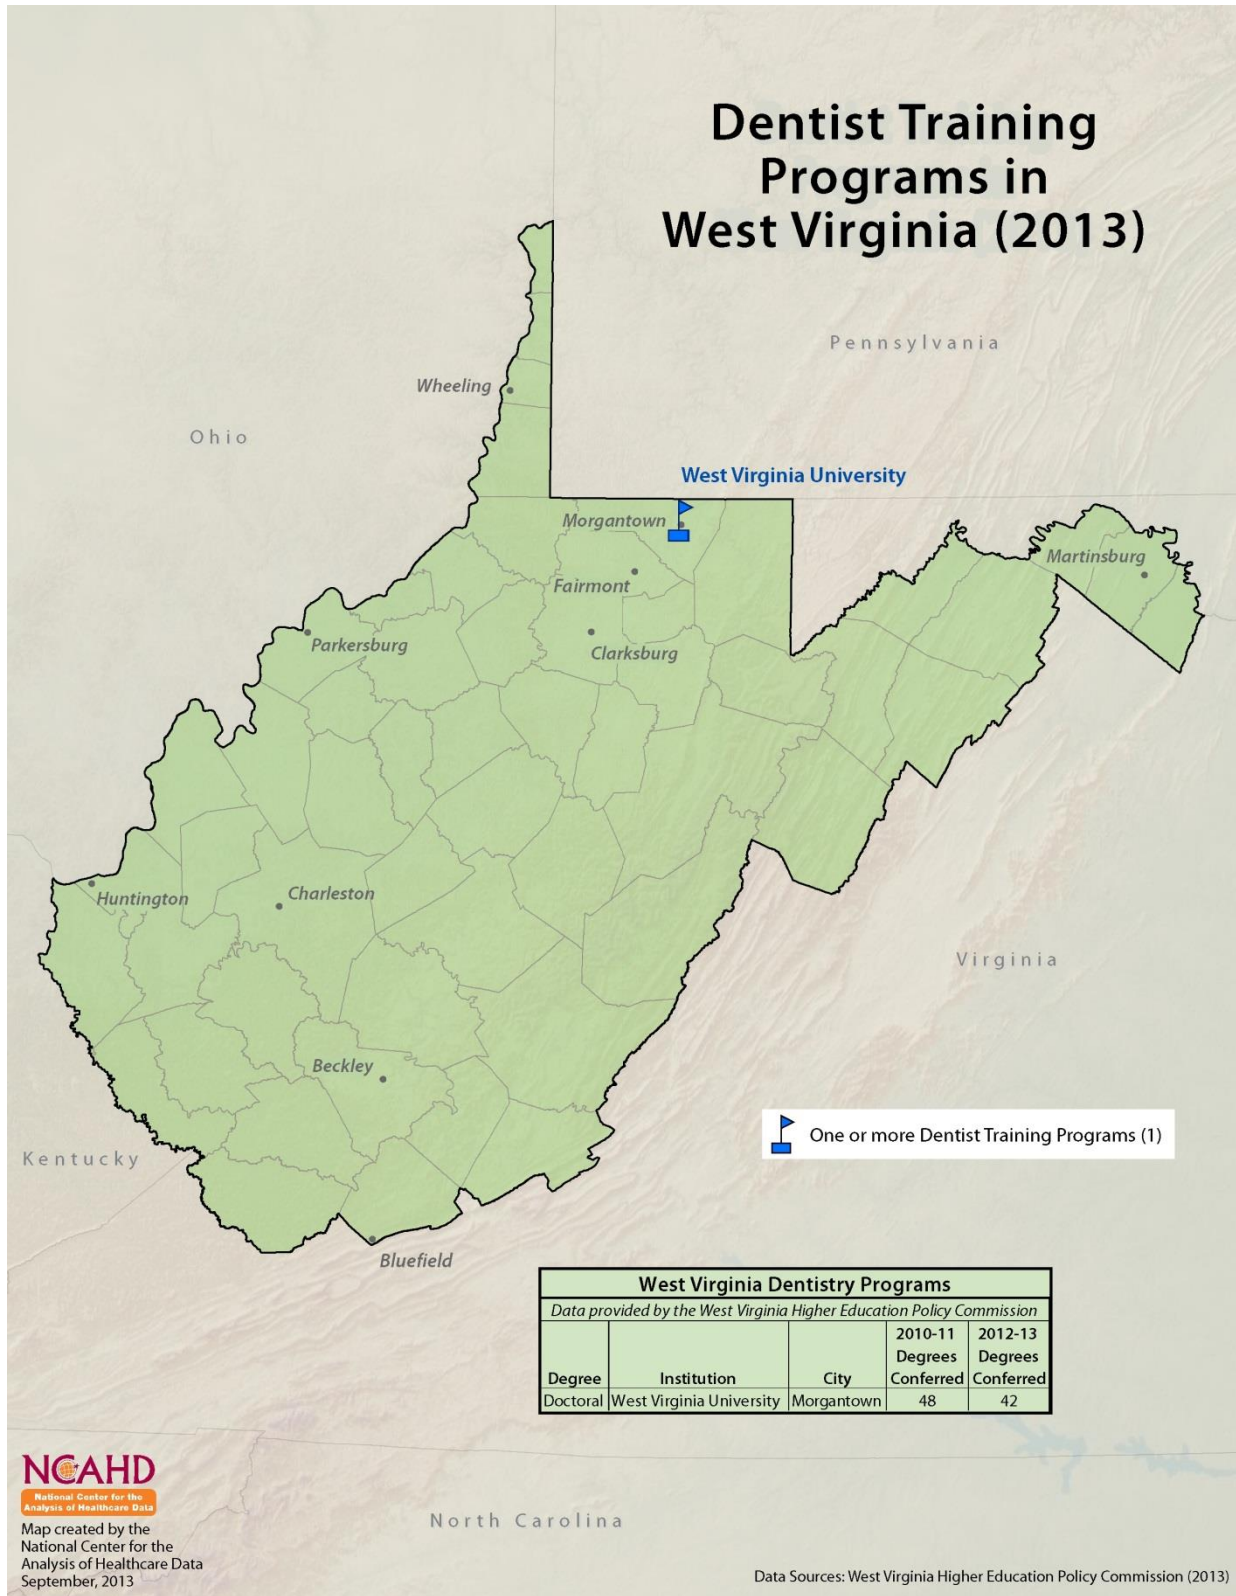 Dentist Training
Programs in
West Virginia (2013)
Pennsylvania
Wheeling
Ohio
West Virginia University
Morgantown
Martinsburg
Fairmont
Parkersburg
Clarksburg
Huntington
Charleston
Virginia
Beckley
One or more Dentist Training Programs (1)
Kentucky
Bluefield
West Virginia Dentistry Programs
Data provided by the West Virginia Higher Education Policy Commission
Degree Institution City 2010-11 Degrees Conferred 2012-13 Degrees Conferred
Doctoral West Virginia University Morgantown 48 42
NCAHD
National Center for the
Analysis of Healthcare Data
Map created by the
National Center for the
Analysis of Healthcare Data
September, 2013
North Carolina
Data Sources: West Virginia Higher Education Policy Commission (2013)